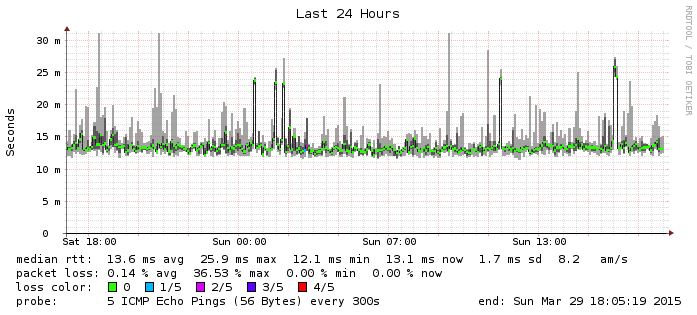 Last 24 Hours
RRDTOOL / TOBI OETIKER
Seconds
30 m
25 m
20 m
15 m
10 m
5 m
0
Sat 18:00 Sun 00:00 Sun 07:00 Sun 13:00
median rtt: 13.6 ms avg 25.9 ms max 12.1 ms min 13.1 ms now 1.7 ms sd 8.2 am/s
packet loss: 0.14 % avg 36.53 % max 0.00 % min 0.00 % now
loss color: 0 1/5 2/5 3/5 4/5
probe: 5 ICMP Echo Pings (56 Bytes) every 300s end: Sun Mar 29 18:05:19 2015